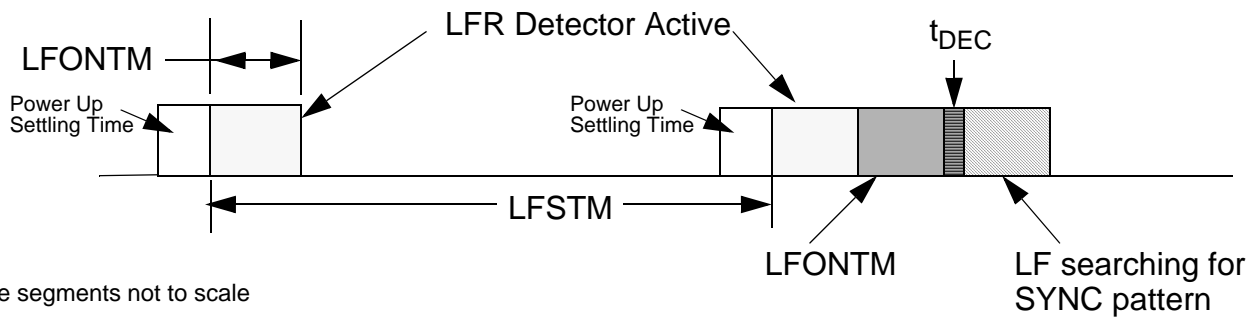 LFR Detector Active
t_DEC
LFONTM
Power Up
Settling Time
Power Up
Settling Time
LFSTM
LFONTM
LF searching for
SYNC pattern
e segments not to scale